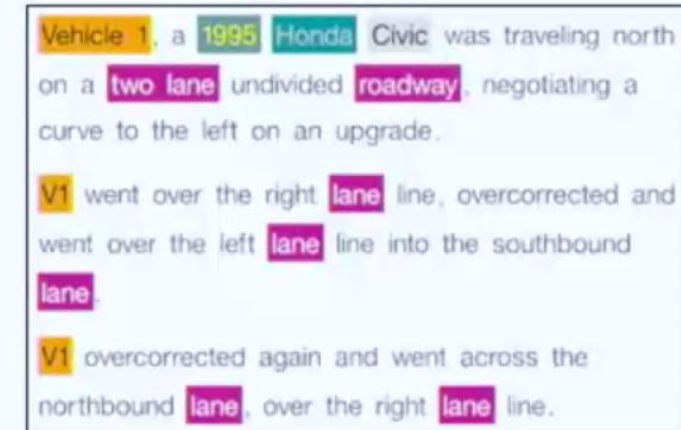 Vehicle 1, a 1995 Honda Civic was traveling north
on a two lane undivided roadway, negotiating a
curve to the left on an upgrade.
V1 went over the right lane line, overcorrected and
went over the left lane line into the southbound
lane.
V1 overcorrected again and went across the
northbound lane, over the right lane line.